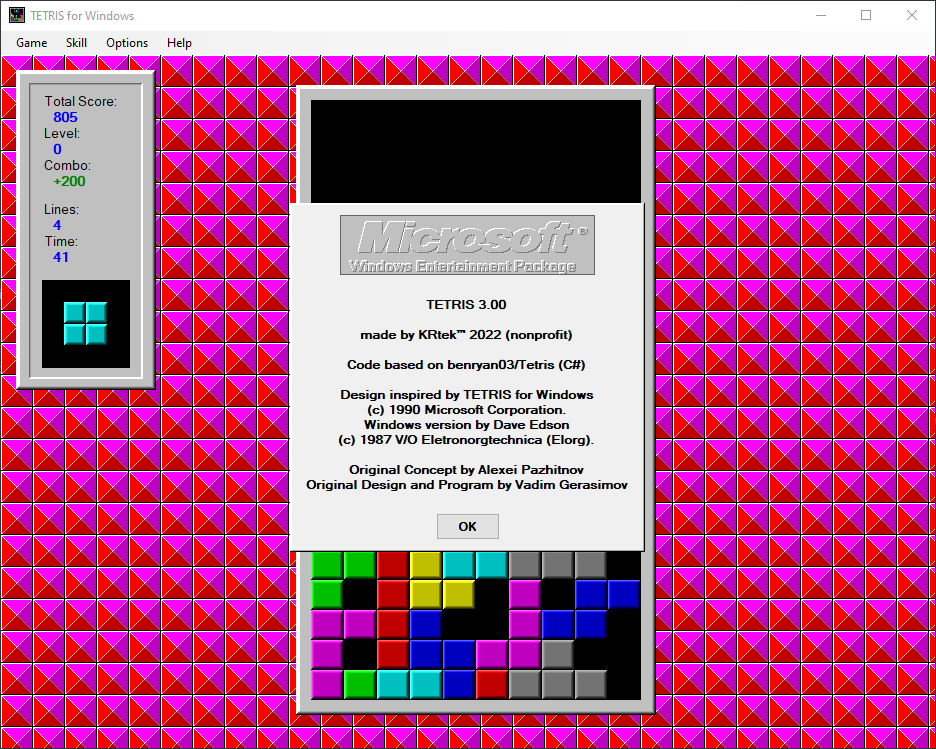 TETRIS for Windows
Game Skill Options Help
Total Score:
805
Level:
0
Combo:
+200
Lines:
4
Time:
41
Microsoft®
Windows Entertainment Package
TETRIS 3.00
made by KRtek™ 2022 (nonprofit)
Code based on benryan03/Tetris (C#)
Design inspired by TETRIS for Windows
(c) 1990 Microsoft Corporation.
Windows version by Dave Edson
(c) 1987 V/O Eletronorgtechnica (Elorg).
Original Concept by Alexei Pazhitnov
Original Design and Program by Vadim Gerasimov
OK